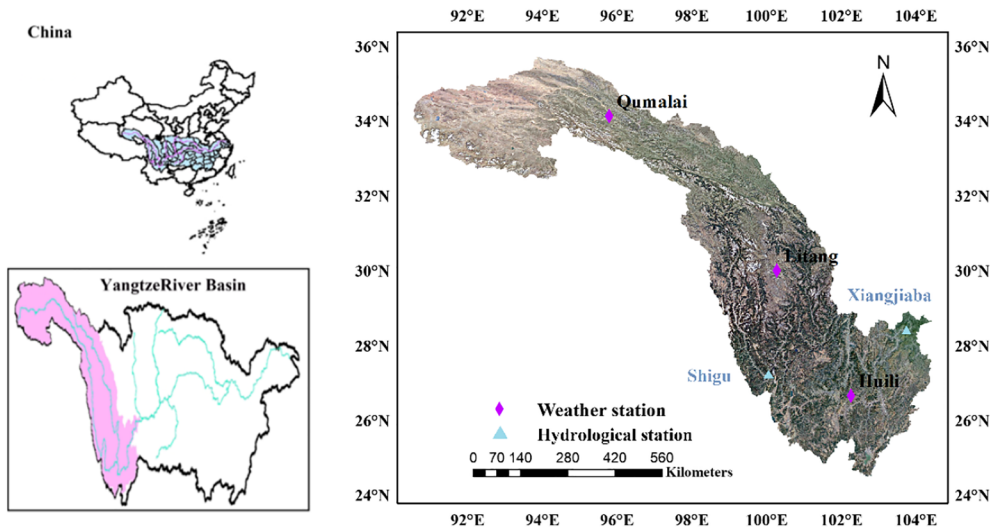 China
YangtzeRiver Basin
92°E 94°E 96°E 98°E 100°E 102°E 104°E
36°N 36°N
34°N 34°N
32°N 32°N
30°N 30°N
28°N 28°N
26°N 26°N
24°N 24°N
N
Qumalai
Litang
Xiangjiaba
Shigu
Huili
Weather station
Hydrological station
0 70 140 280 420 560
Kilometers
92°E 94°E 96°E 98°E 100°E 102°E 104°E